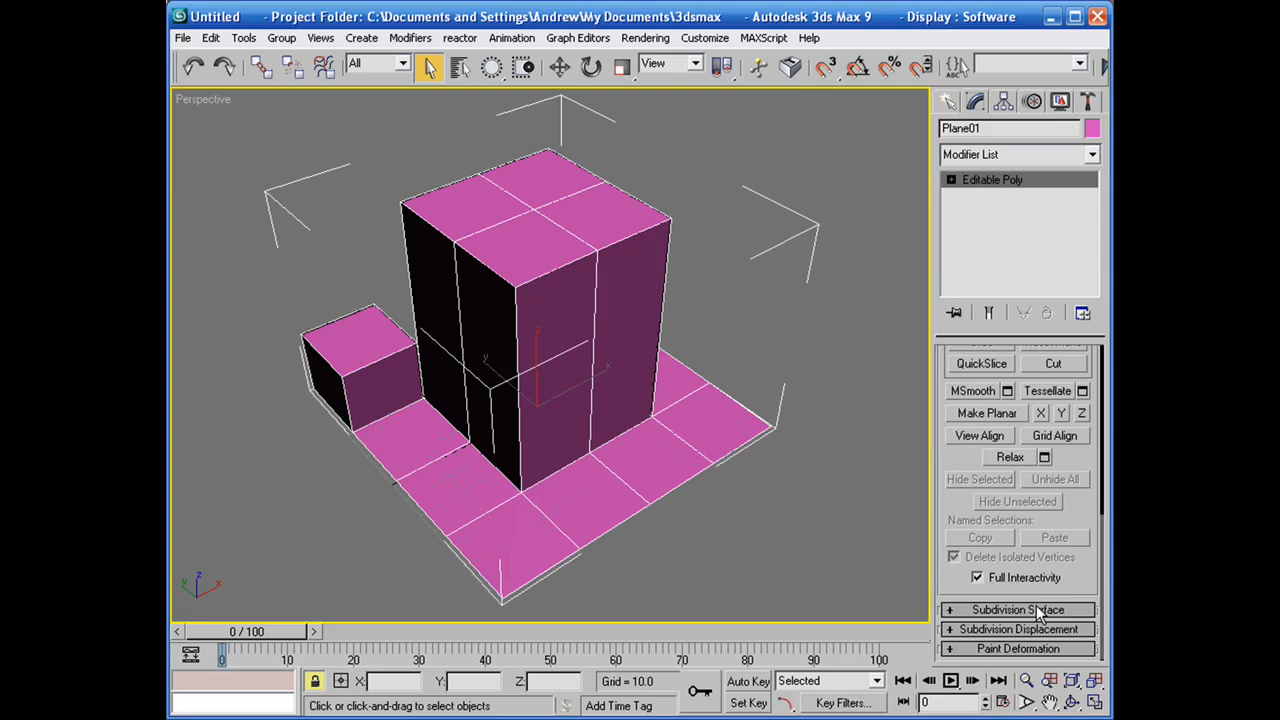 Untitled - Project Folder: C:\Documents and Settings\Andrew\My Documents\3dsmax - Autodesk 3ds Max 9 - Display : Software
File Edit Tools Group Views Create Modifiers reactor Animation Graph Editors Rendering Customize MAXScript Help
All View
Perspective
Plane01
Modifier List
Editable Poly
QuickSlice Cut
MSmooth Tessellate
Make Planar X Y Z
View Align Grid Align
Relax
Hide Selected Unhide All
Hide Unselected
Named Selections:
Copy Paste
Delete Isolated Vertices
Full Interactivity
Subdivision Surface
Subdivision Displacement
Paint Deformation
z
y x
z
y x
0 / 100
0 10 20 30 40 50 60 70 80 90 100
X: Y: Z: Grid = 10.0 Auto Key Selected
Click or click-and-drag to select objects Add Time Tag Set Key Key Filters... 0